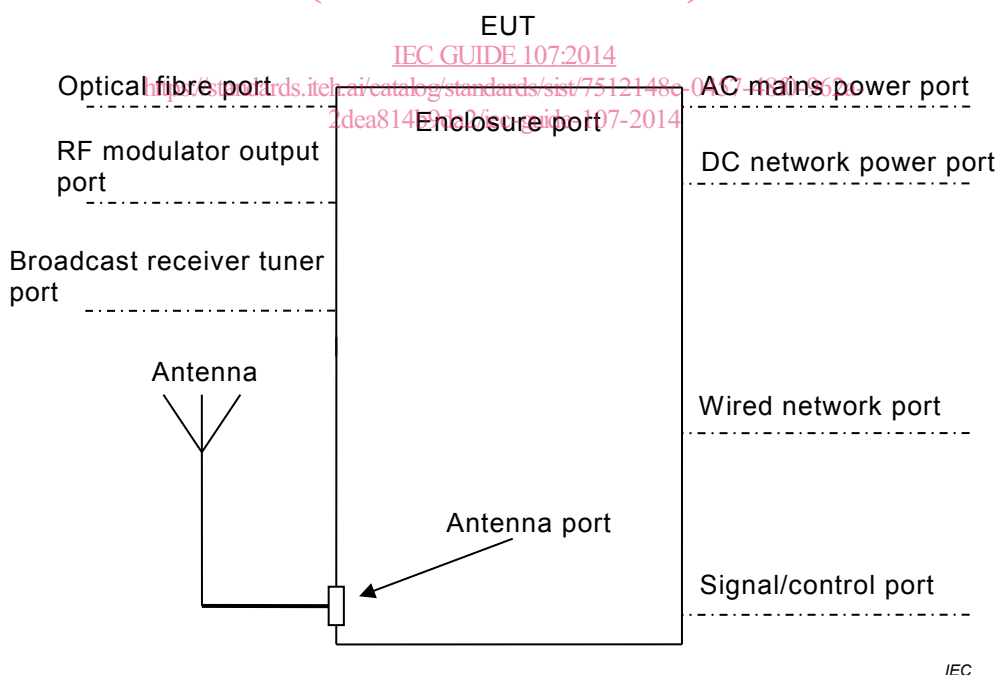 EUT
IEC GUIDE 107:2014
Optical fibre port
AC mains power port
Enclosure port
RF modulator output
port
DC network power port
Broadcast receiver tuner
port
Antenna
Wired network port
Antenna port
Signal/control port
IEC